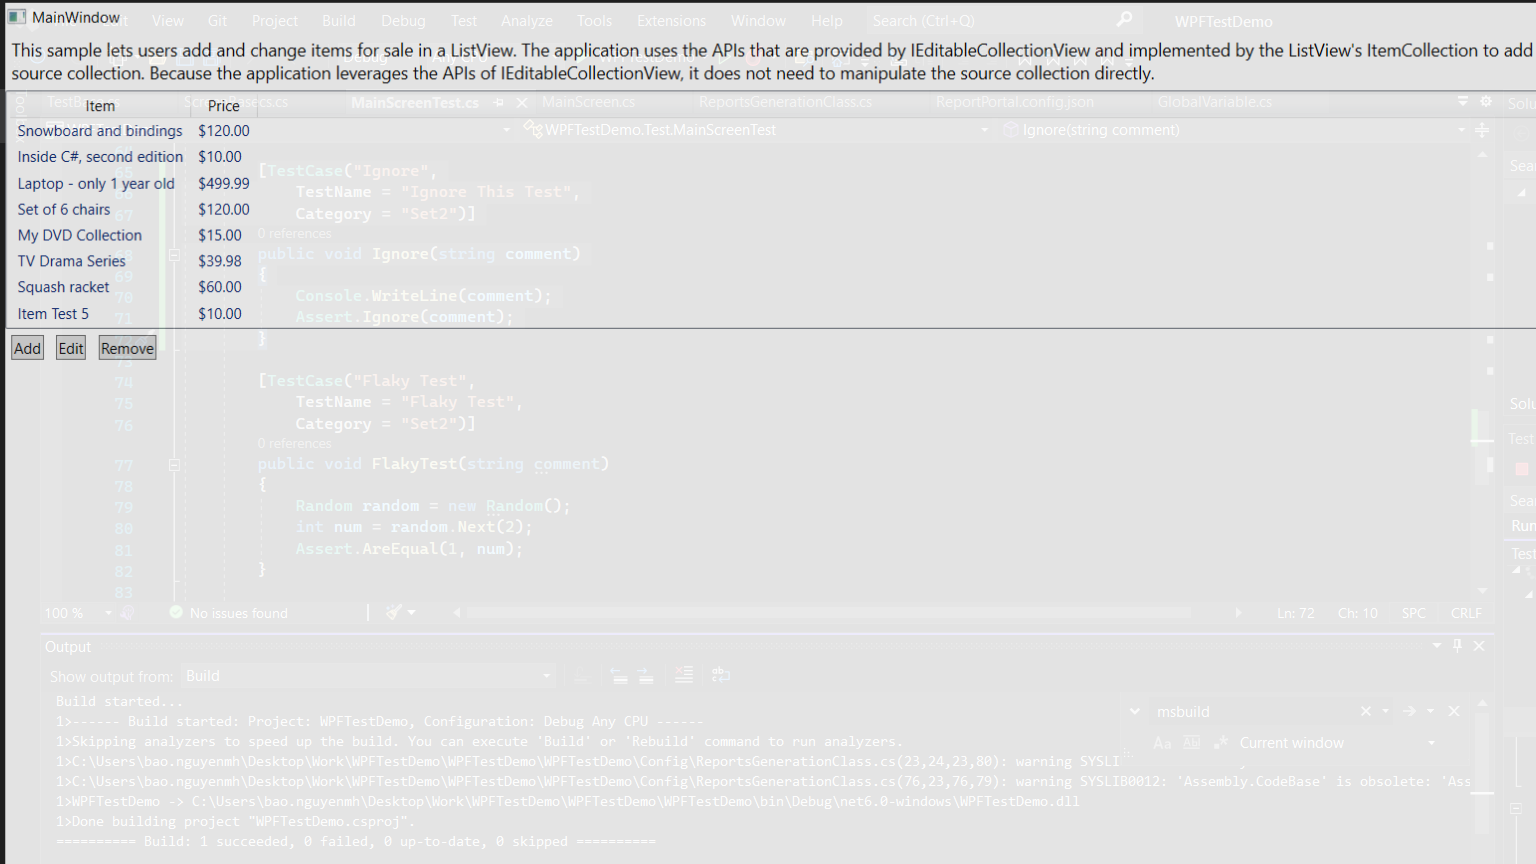 MainWindow
View Git Project Build Debug Test Analyze Tools Extensions Window Help Search (Ctrl+Q) WPFTestDemo
This sample lets users add and change items for sale in a ListView. The application uses the APIs that are provided by IEditableCollectionView and implemented by the ListView's ItemCollection to add
source collection. Because the application leverages the APIs of IEditableCollectionView, it does not need to manipulate the source collection directly.
MainScreenTest.cs MainScreen.cs ReportsGenerationClass.cs ReportPortal.config.json GlobalVariable.cs
Item Price
WPFTestDemo.Test.MainScreenTest Ignore(string comment)
Snowboard and bindings $120.00
Inside C#, second edition $10.00
Laptop - only 1 year old $499.99
Set of 6 chairs $120.00
My DVD Collection $15.00
TV Drama Series $39.98
Squash racket $60.00
Item Test 5 $10.00
Add Edit Remove
[TestCase("Ignore",
TestName = "Ignore This Test",
67 Category = "Set2")]
0 references
public void Ignore(string comment)
69 {
70 Console.WriteLine(comment);
71 Assert.Ignore(comment);
}
73
74 [TestCase("Flaky Test",
75 TestName = "Flaky Test",
76 Category = "Set2")]
0 references
77 public void FlakyTest(string comment)
78 {
79 Random random = new Random();
80 int num = random.Next(2);
81 Assert.AreEqual(1, num);
82 }
83
100 % No issues found Ln: 72 Ch: 10 SPC CRLF
Output
Show output from: Build
Build started...
1>------ Build started: Project: WPFTestDemo, Configuration: Debug Any CPU ------
1>Skipping analyzers to speed up the build. You can execute 'Build' or 'Rebuild' command to run analyzers.
1>C:\Users\bao.nguyenmh\Desktop\Work\WPFTestDemo\WPFTestDemo\WPFTestDemo\Config\ReportsGenerationClass.cs(23,24,23,80): warning SYSLI
1>C:\Users\bao.nguyenmh\Desktop\Work\WPFTestDemo\WPFTestDemo\WPFTestDemo\Config\ReportsGenerationClass.cs(76,23,76,79): warning SYSLIB0012: 'Assembly.CodeBase' is obsolete: 'Ass
1>WPFTestDemo -> C:\Users\bao.nguyenmh\Desktop\Work\WPFTestDemo\WPFTestDemo\WPFTestDemo\bin\Debug\net6.0-windows\WPFTestDemo.dll
1>Done building project "WPFTestDemo.csproj".
========== Build: 1 succeeded, 0 failed, 0 up-to-date, 0 skipped ==========
msbuild
Aa Current window
Solu
Sear
Solu
Test
Sear
Run
Test